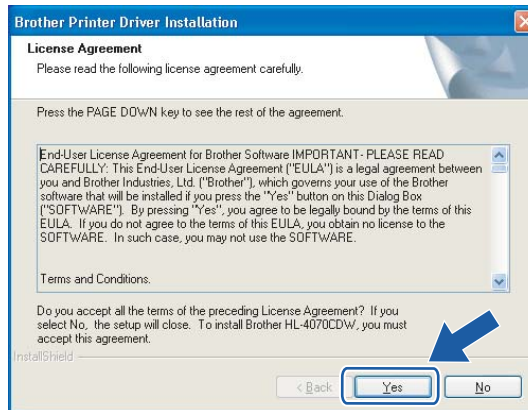 Brother Printer Driver Installation
License Agreement
Please read the following license agreement carefully.
Press the PAGE DOWN key to see the rest of the agreement.
End-User License Agreement for Brother Software IMPORTANT- PLEASE READ
CAREFULLY: This End-User License Agreement ("EULA") is a legal agreement between
you and Brother Industries, Ltd. ("Brother"), which governs your use of the Brother
software that will be installed if you press the "Yes" button on this Dialog Box
("SOFTWARE"). By pressing "Yes", you agree to be legally bound by the terms of this
EULA. If you do not agree to the terms of this EULA, you obtain no license to the
SOFTWARE. In such case, you may not use the SOFTWARE.
Terms and Conditions.
Do you accept all the terms of the preceding License Agreement? If you
select No, the setup will close. To install Brother HL-4070CDW, you must
accept this agreement.
InstallShield
< Back Yes No